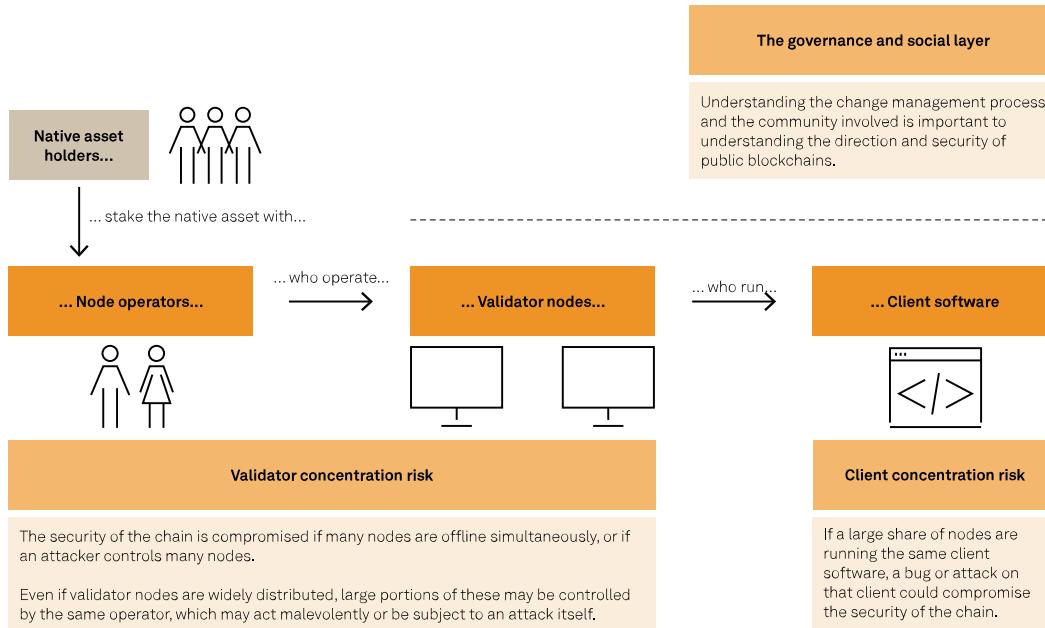 The governance and social layer
Understanding the change management process
and the community involved is important to
understanding the direction and security of
public blockchains.
Native asset
holders...
... stake the native asset with...
... Node operators...
... who operate...
... Validator nodes...
... who run...
... Client software
</>
Validator concentration risk
The security of the chain is compromised if many nodes are offline simultaneously, or if
an attacker controls many nodes.
Even if validator nodes are widely distributed, large portions of these may be controlled
by the same operator, which may act malevolently or be subject to an attack itself.
Client concentration risk
If a large share of nodes are
running the same client
software, a bug or attack on
that client could compromise
the security of the chain.